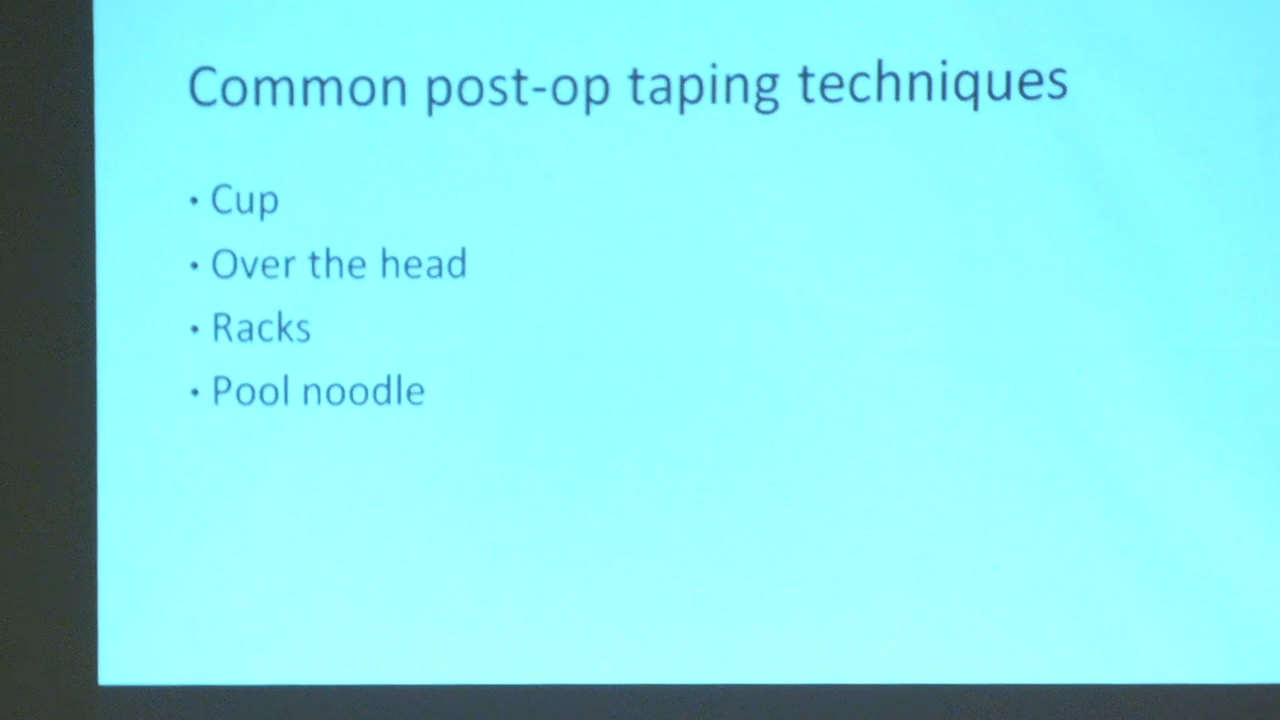 Common post-op taping techniques
• Cup
• Over the head
• Racks
• Pool noodle